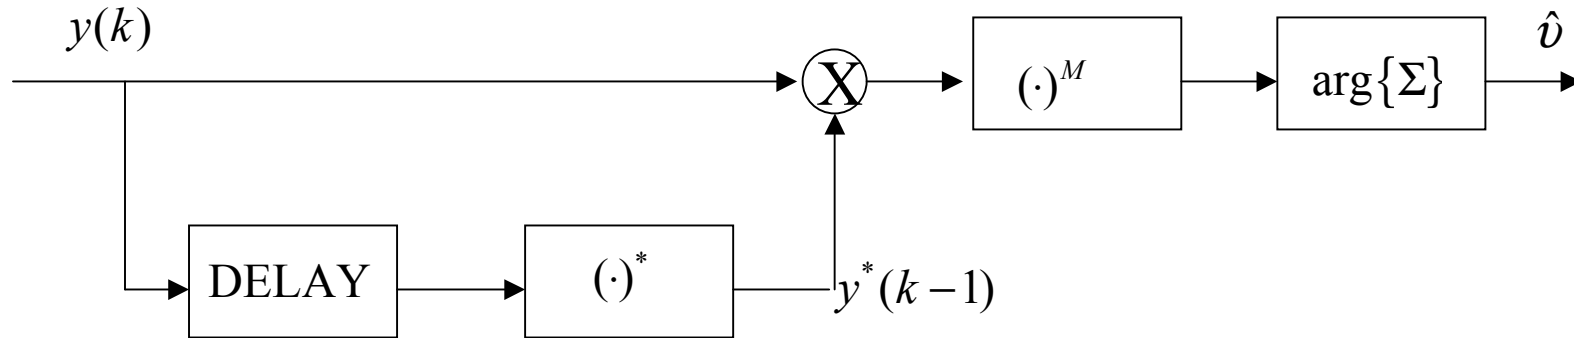 y(k)
X
(·)^M
arg{Σ}
υ̂
DELAY
(·)^*
y^*(k−1)